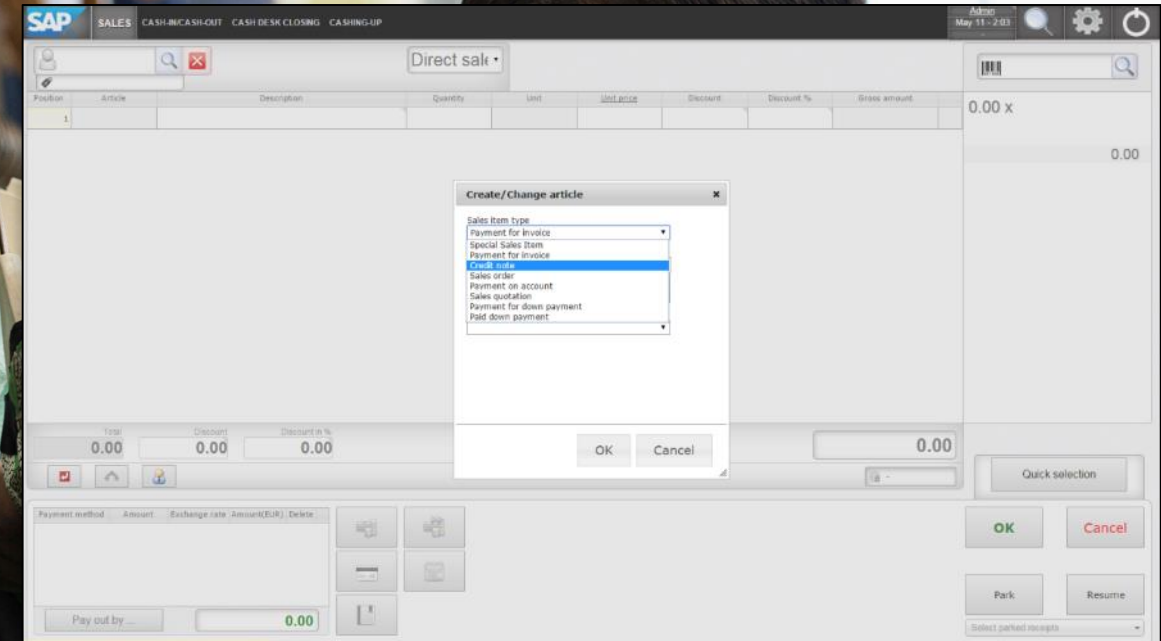 SAP SALES CASH-IN/CASH-OUT CASH DESK CLOSING CASHING-UP
Admin
May 11 - 2:03
Direct sale
Position Article Description Quantity Unit Unit price Discount Discount % Gross amount
1
0.00 x
0.00
Create/Change article
Sales item type
Payment for invoice
Special Sales Item
Payment for invoice
Credit note
Sales order
Payment on account
Sales quotation
Payment for down payment
Paid down payment
OK Cancel
Total Discount Discount in %
0.00 0.00 0.00
0.00
Quick selection
Payment method Amount Exchange rate Amount(EUR) Delete
Pay out by ... 0.00
OK Cancel
Park Resume
Select parked receipts